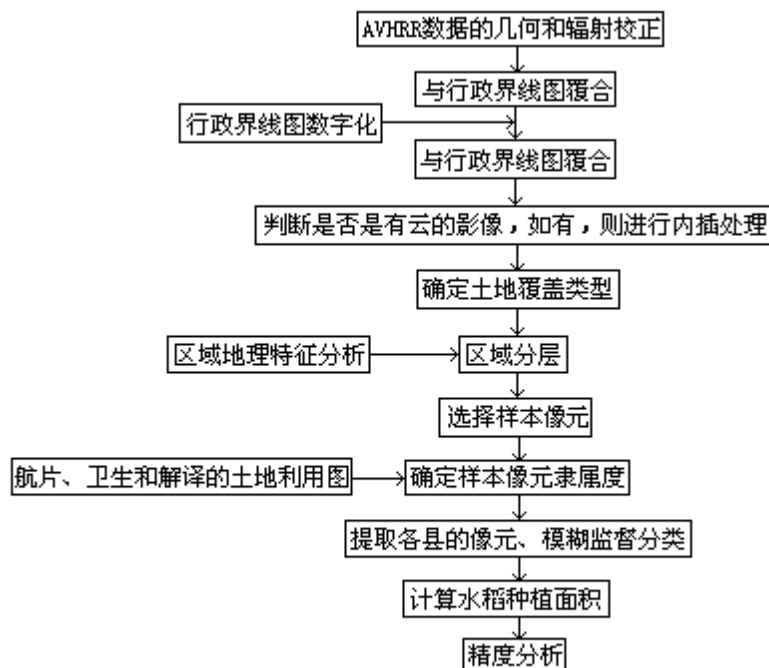 AVHRR数据的几何和辐射校正
与行政界线图覆合
行政界线图数字化
与行政界线图覆合
判断是否是有云的影像，如有，则进行内插处理
确定土地覆盖类型
区域地理特征分析
区域分层
选择样本像元
航片、卫生和解译的土地利用图
确定样本像元隶属度
提取各县的像元、模糊监督分类
计算水稻种植面积
精度分析